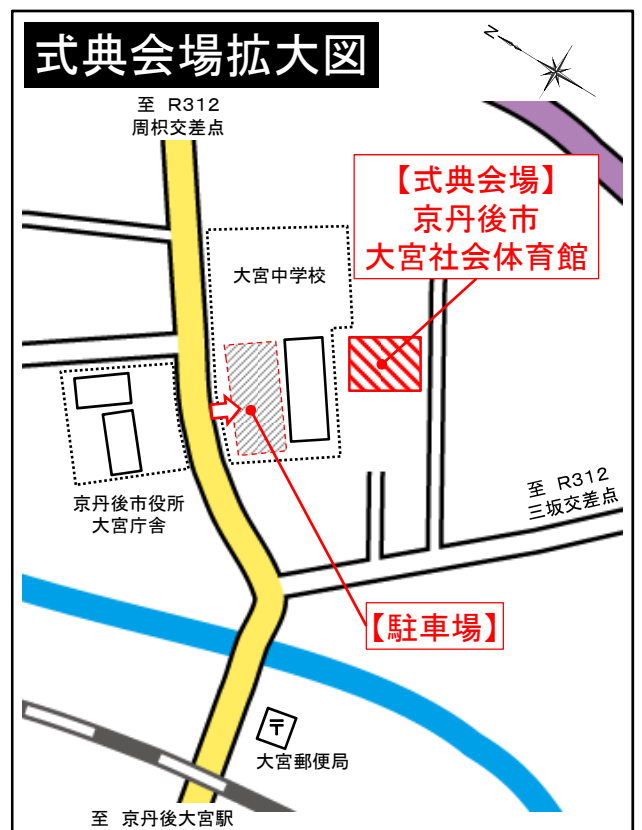 式典会場拡大図
N
至 R312
周枳交差点
【式典会場】
京丹後市
大宮社会体育館
大宮中学校
京丹後市役所
大宮庁舎
至 R312
三坂交差点
【駐車場】
〒
大宮郵便局
至 京丹後大宮駅